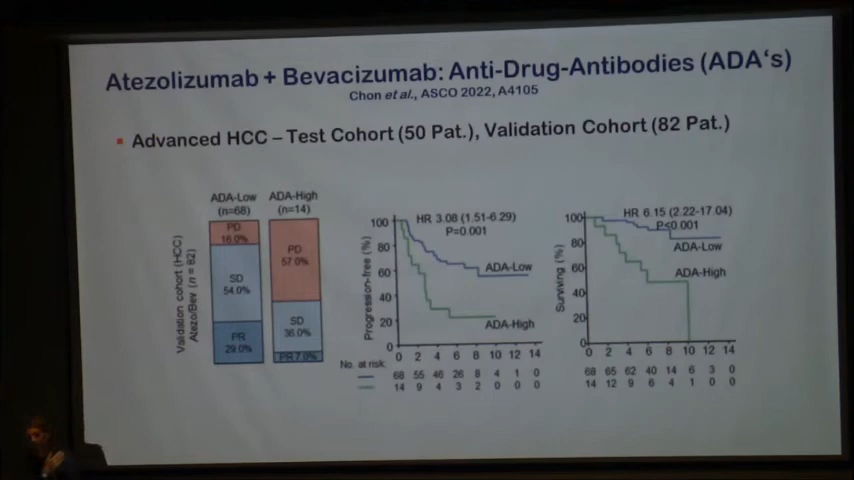 Atezolizumab + Bevacizumab: Anti-Drug-Antibodies (ADA's)
Chon et al., ASCO 2022, A4105
Advanced HCC – Test Cohort (50 Pat.), Validation Cohort (82 Pat.)
Validation cohort (HCC)
Atezo/Bev (n = 82)
ADA-Low
(n=68)
ADA-High
(n=14)
PD
16.0%
SD
54.0%
PR
29.0%
PD
57.0%
SD
36.0%
PR 7.0%
Progression-free (%)
100
80
60
40
20
0
HR 3.08 (1.51-6.29)
P=0.001
ADA-Low
ADA-High
0 2 4 6 8 10 12 14
No. at risk
68 55 46 26 8 4 1 0
14 9 4 3 2 0 0 0
Surviving (%)
100
80
60
40
20
0
HR 6.15 (2.22-17.04)
P<0.001
ADA-Low
ADA-High
0 2 4 6 8 10 12 14
68 65 62 40 14 6 3 0
14 12 9 6 4 1 0 0